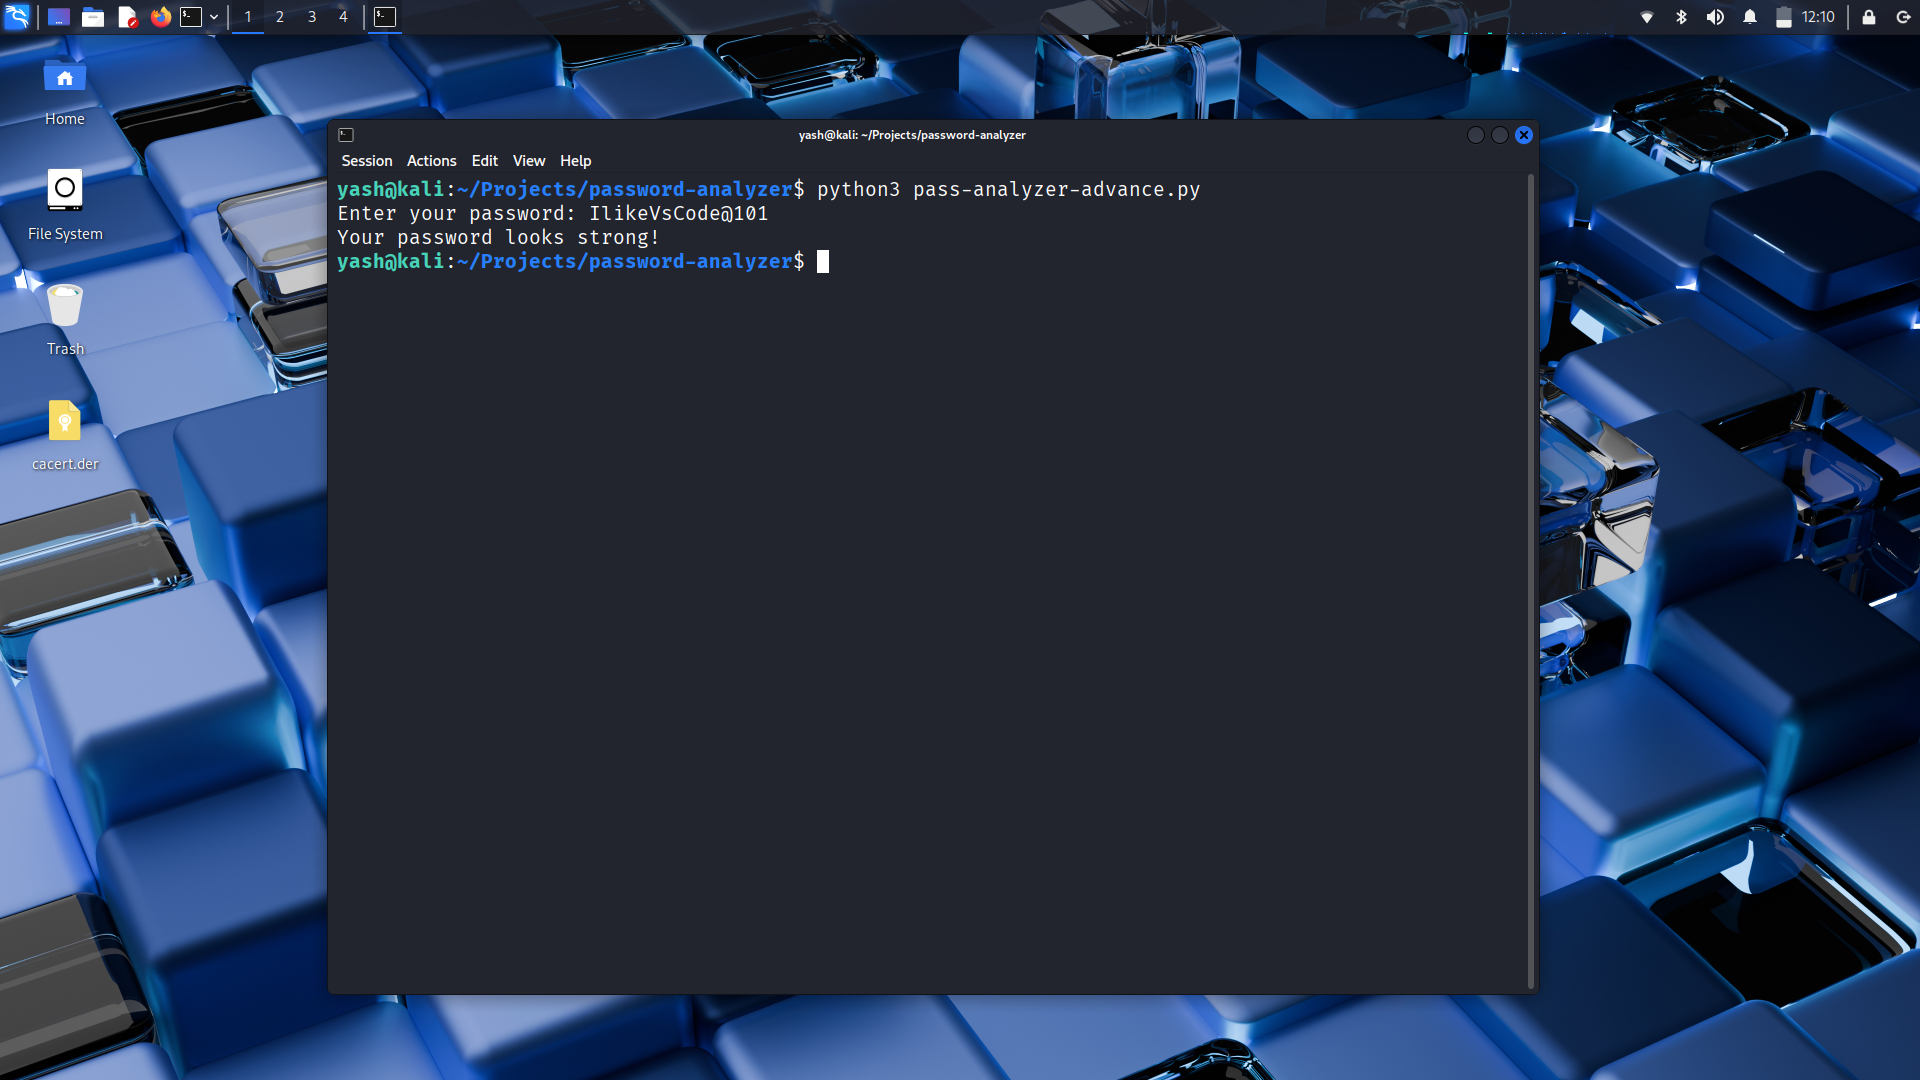 1 2 3 4
12:10
Home
File System
Trash
cacert.der
yash@kali: ~/Projects/password-analyzer
Session Actions Edit View Help
yash@kali:~/Projects/password-analyzer$ python3 pass-analyzer-advance.py
Enter your password: IlikeVsCode@101
Your password looks strong!
yash@kali:~/Projects/password-analyzer$